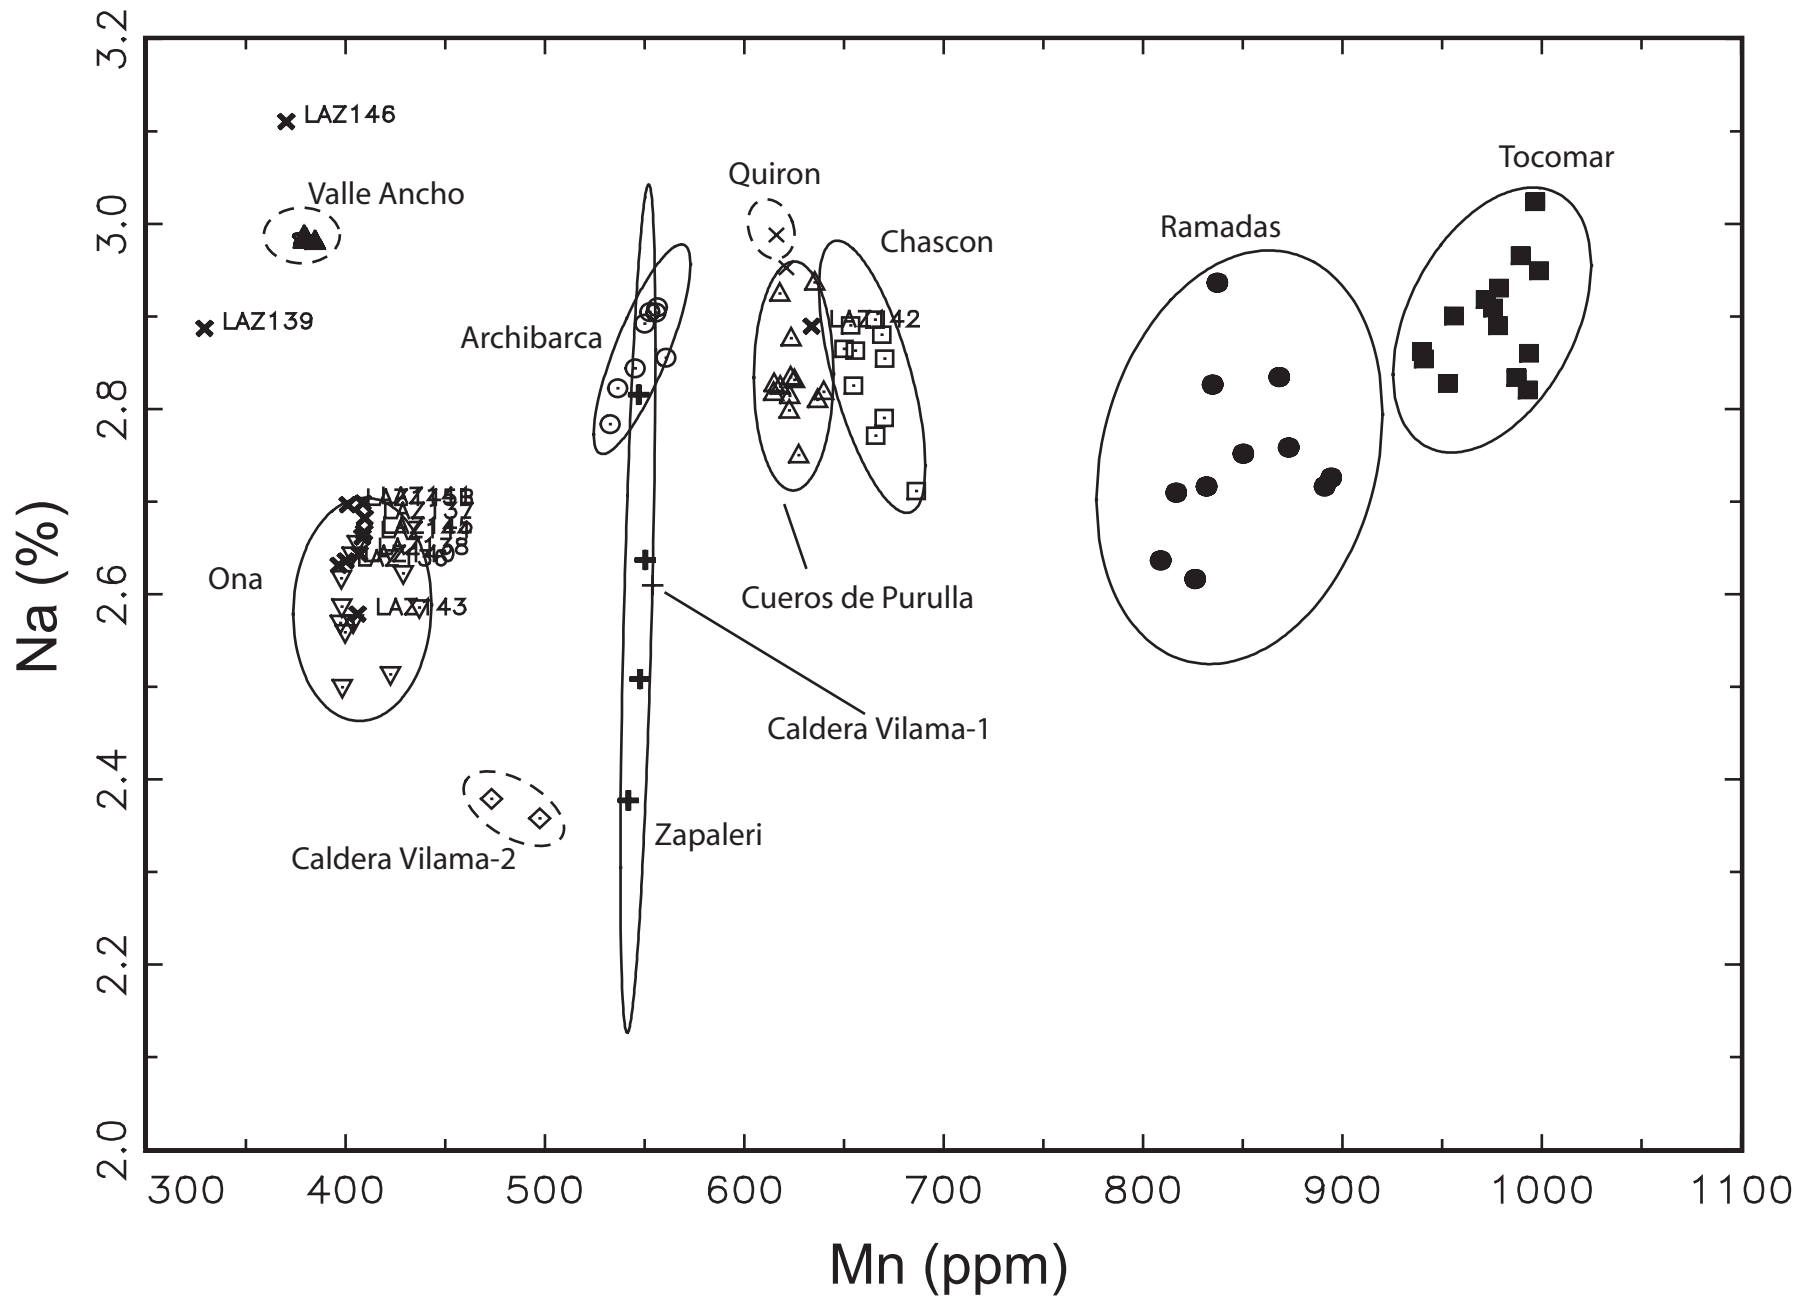 3.2
LAZ146
Tocomar
Quiron
Valle Ancho
3.0
Ramadas
Chascon
LAZ139
LAZ142
Archibarca
2.8
LAZ137
Na (%)
2.6
Ona
Cueros de Purulla
LAZ143
Caldera Vilama-1
2.4
Zapaleri
Caldera Vilama-2
2.2
2.0
300 400 500 600 700 800 900 1000 1100
Mn (ppm)